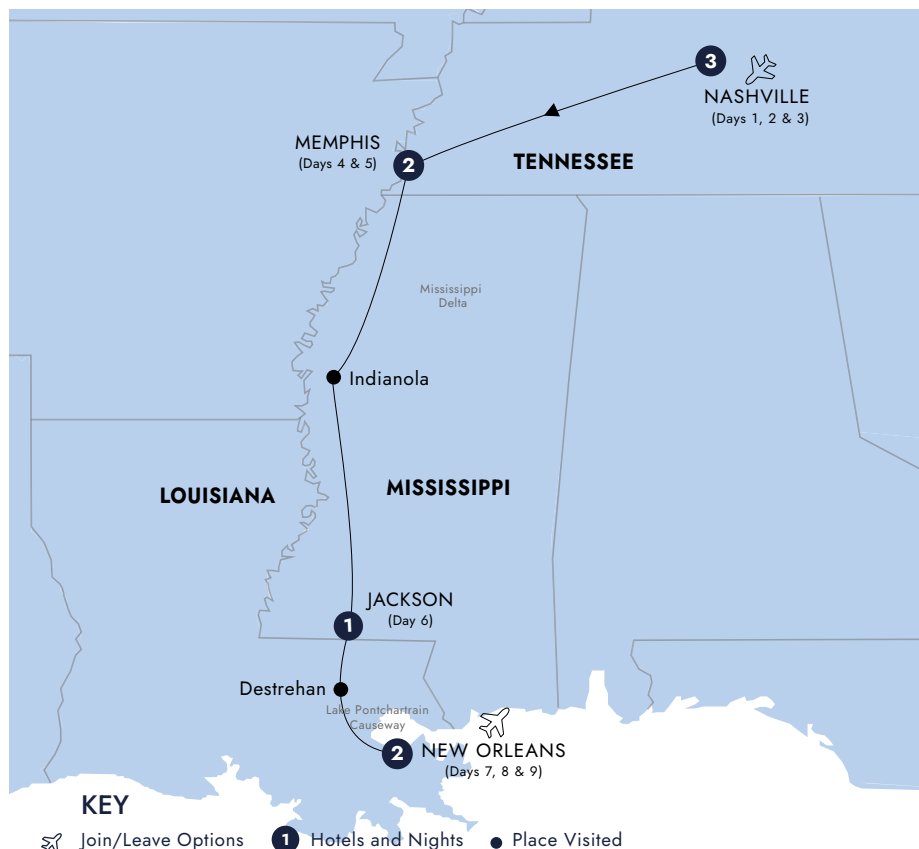 3
NASHVILLE
(Days 1, 2 & 3)
MEMPHIS
(Days 4 & 5)
2
TENNESSEE
Mississippi
Delta
Indianola
LOUISIANA
MISSISSIPPI
JACKSON
(Day 6)
1
Destrehan
Lake Pontchartrain
Causeway
2
NEW ORLEANS
(Days 7, 8 & 9)
KEY
Join/Leave Options
1 Hotels and Nights
Place Visited